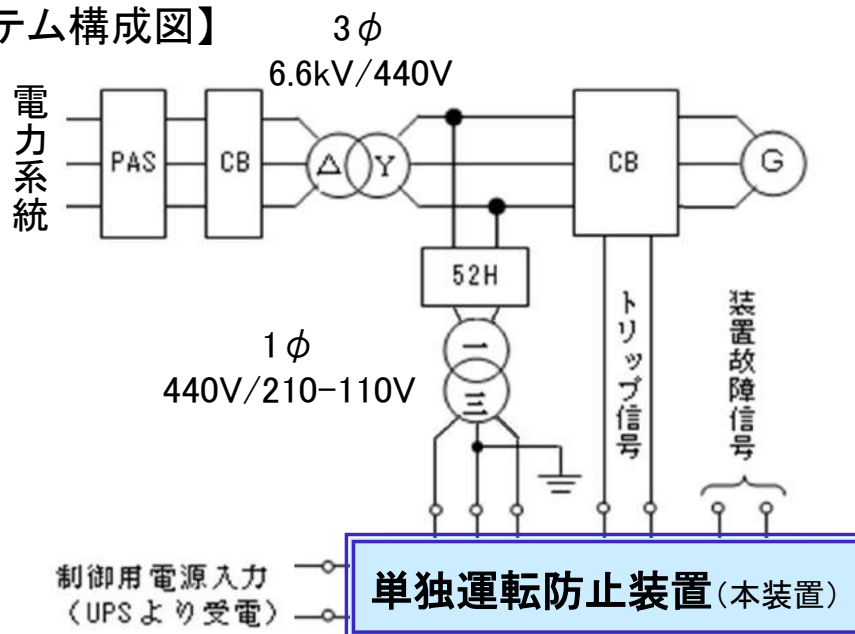 テム構成図】
3φ
6.6kV/440V
電力系統
PAS
CB
△
Y
CB
G
52H
1φ
440V/210-110V
一
三
トリップ信号
装置故障信号
制御用電源入力
（UPSより受電）
単独運転防止装置（本装置）